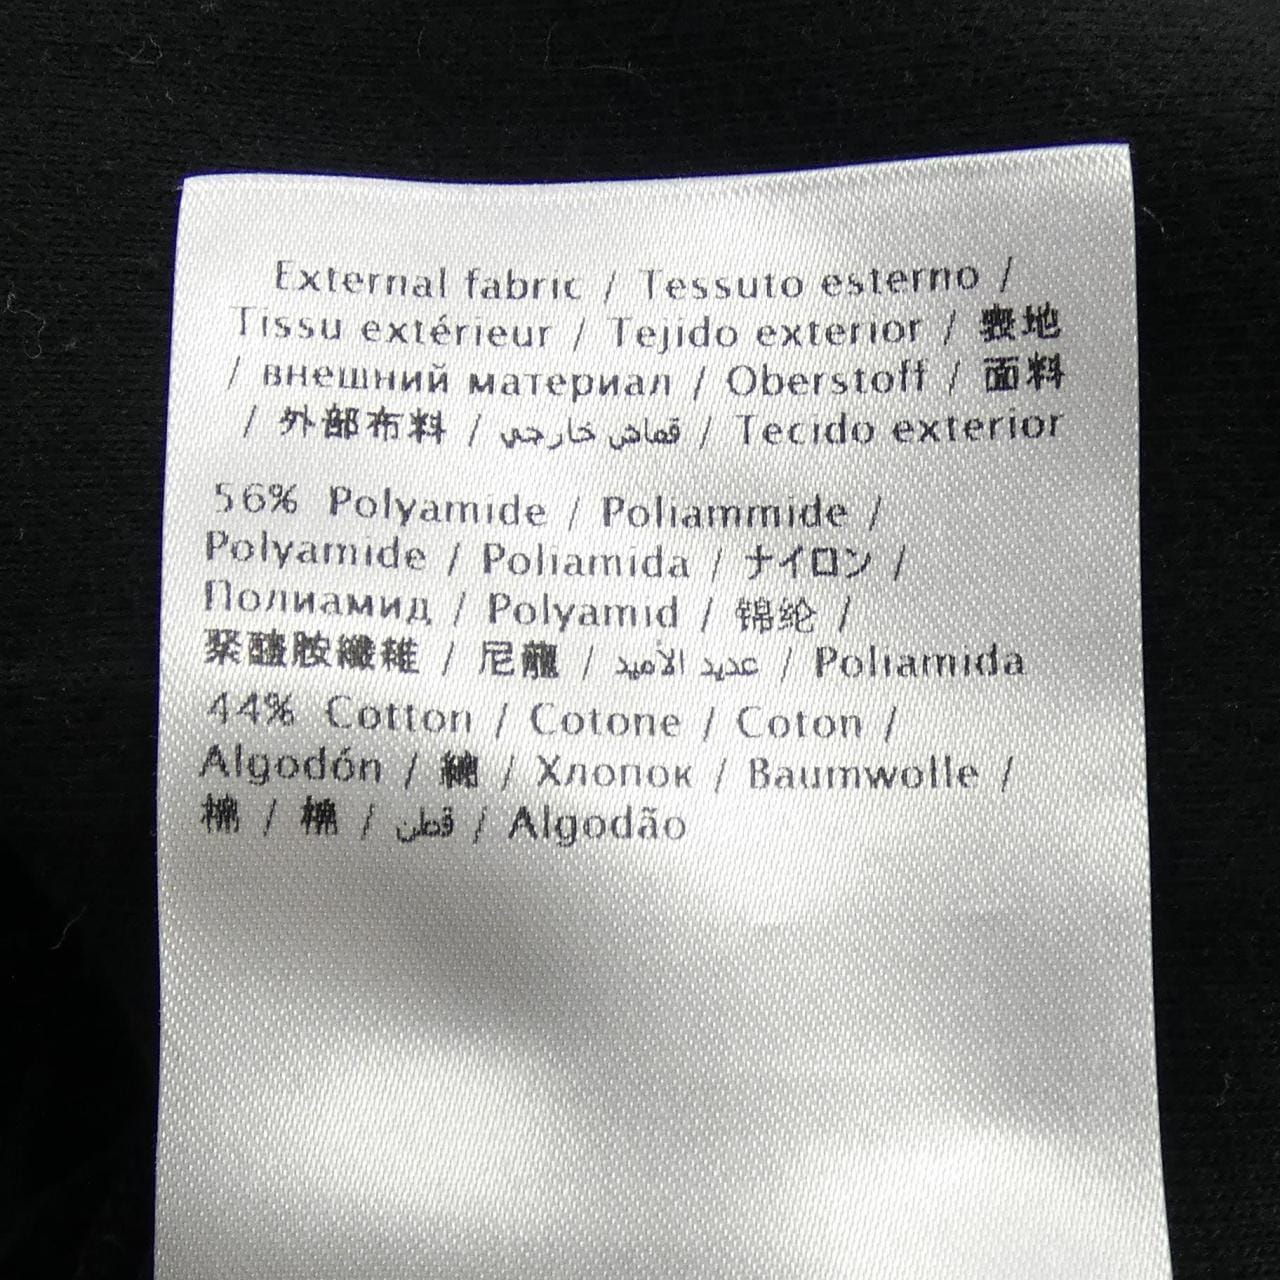 External fabric / Tessuto esterno /
Tissu extérieur / Tejido exterior / 表地
/ внешний материал / Oberstoff / 面料
/ 外部布料 / قماش خارجي / Tecido exterior
56% Polyamide / Poliammide /
Polyamide / Poliamida / ナイロン /
Полиамид / Polyamid / 锦纶 /
聚醯胺纖維 / 尼龍 / عديد الأميد / Poliamida
44% Cotton / Cotone / Coton /
Algodón / 綿 / Хлопок / Baumwolle /
棉 / 棉 / قطن / Algodão